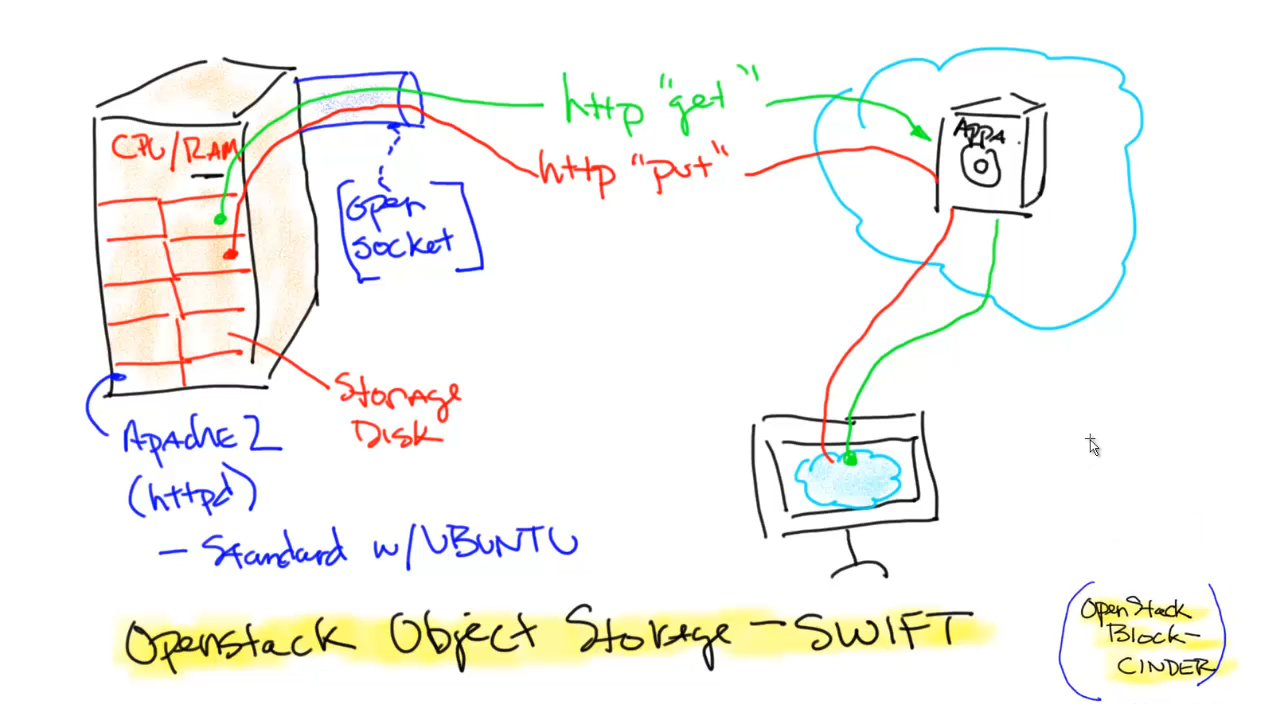 CPU/RAM
http "get"
http "put"
APPA
[open
socket]
Storage
Disk
Apache 2
(httpd)
- Standard w/UBUNTU
Openstack Object Storage - SWIFT
(OpenStack
Block-
CINDER)